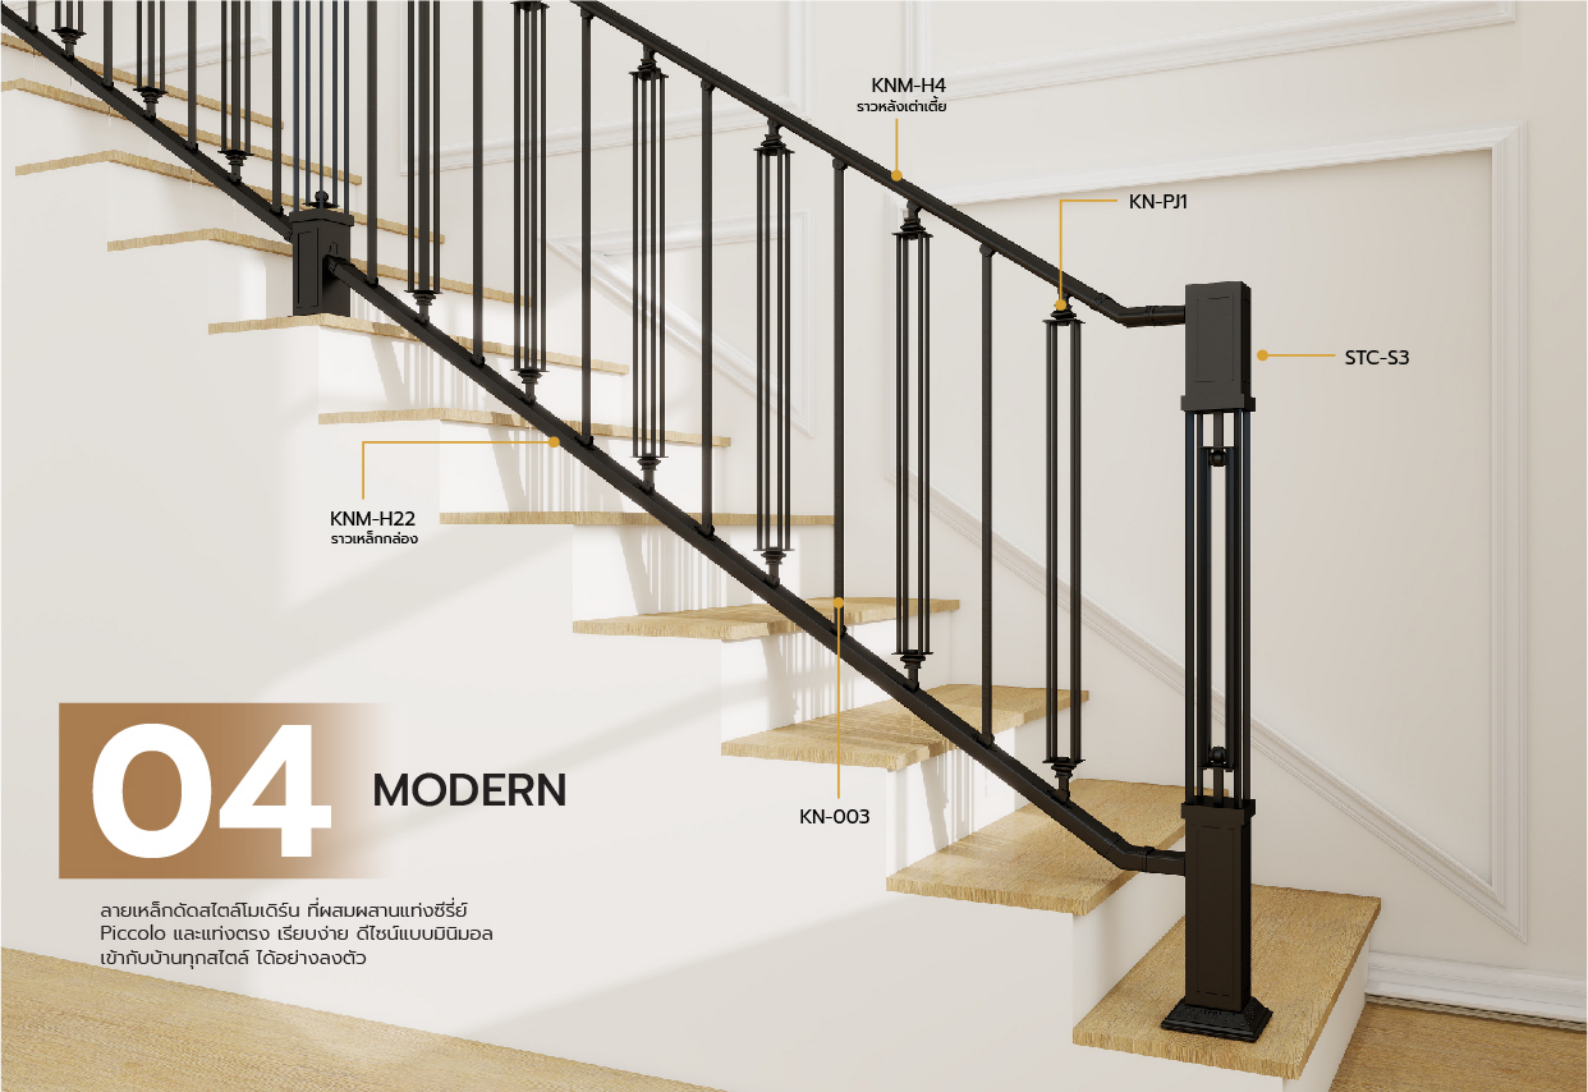 KNM-H4
ราวหลังเต่าเตี้ย
KN-PJ1
STC-S3
KNM-H22
ราวเหล็กกล่อง
KN-003
04
MODERN
ลายเหล็กดัดสไตล์โมเดิร์น ที่ผสมผสานแท่งซีรี่ย์
Piccolo และแท่งตรง เรียบง่าย ดีไซน์แบบมินิมอล
เข้ากับบ้านทุกสไตล์ ได้อย่างลงตัว